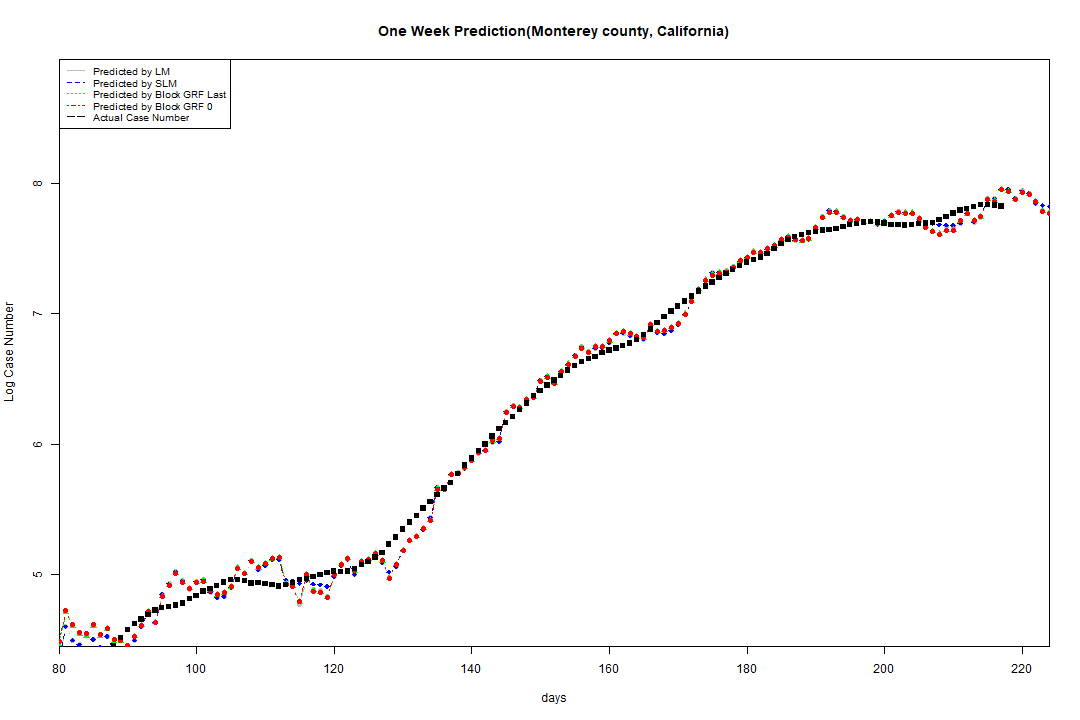 One Week Prediction(Monterey county, California)
Predicted by LM
Predicted by SLM
Predicted by Block GRF Last
Predicted by Block GRF 0
Actual Case Number
8
7
6
5
Log Case Number
80 100 120 140 160 180 200 220
days